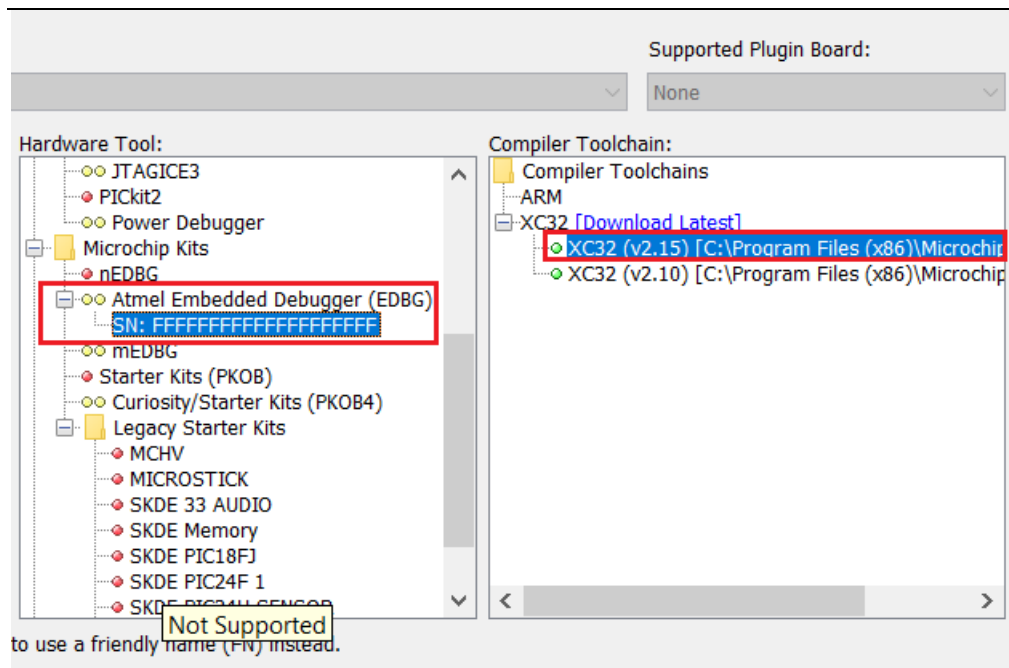 Supported Plugin Board:
None
Hardware Tool:
JTAGICE3
PICkit2
Power Debugger
Microchip Kits
nEDBG
Atmel Embedded Debugger (EDBG)
SN: FFFFFFFFFFFFFFFFFFFF
mEDBG
Starter Kits (PKOB)
Curiosity/Starter Kits (PKOB4)
Legacy Starter Kits
MCHV
MICROSTICK
SKDE 33 AUDIO
SKDE Memory
SKDE PIC18FJ
SKDE PIC24F 1
SKDE PIC24H SENSOR
Not Supported
Compiler Toolchain:
Compiler Toolchains
ARM
XC32 [Download Latest]
XC32 (v2.15) [C:\Program Files (x86)\Microchip
XC32 (v2.10) [C:\Program Files (x86)\Microchip
to use a friendly name (FN) instead.